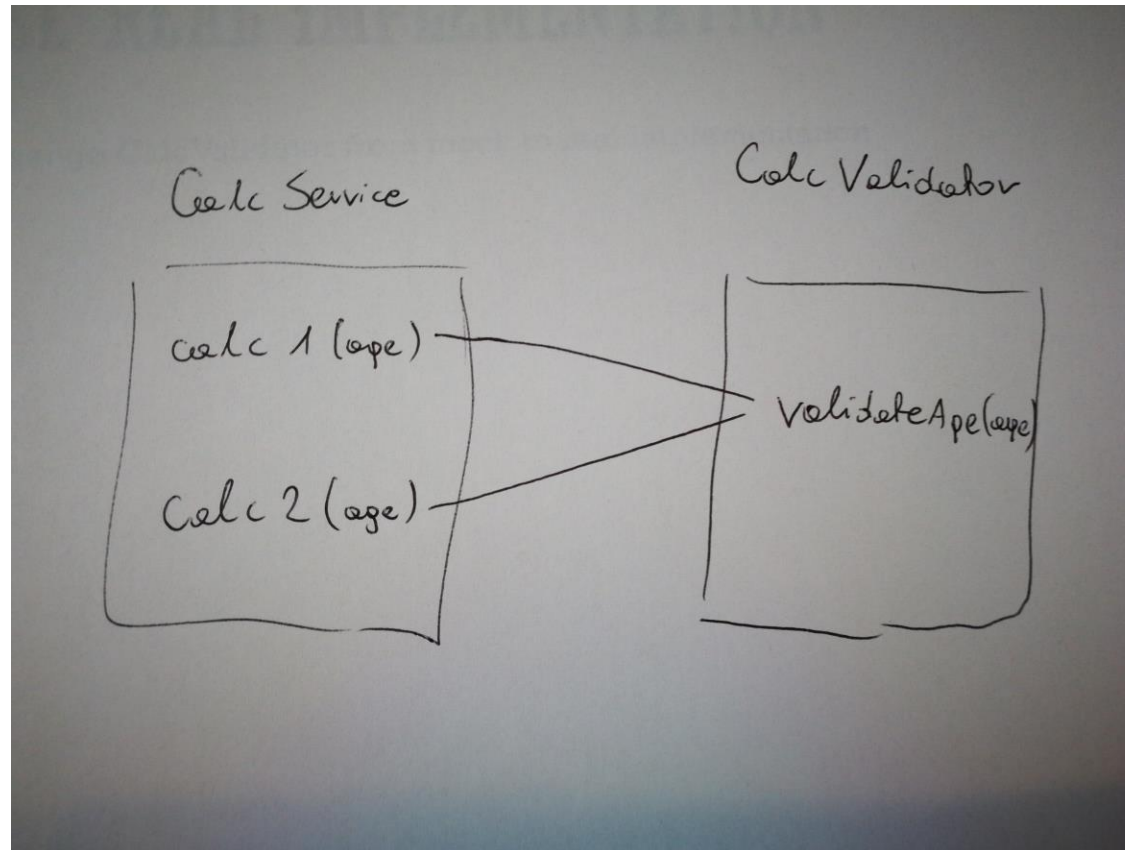 Calc Service
Calc Validator
calc 1 (age)
validateAge(age)
Calc 2 (age)